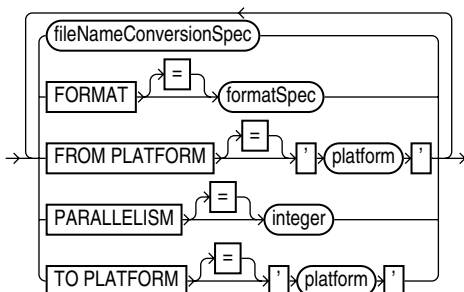 fileNameConversionSpec
FORMAT = formatSpec
FROM PLATFORM = ' platform '
PARALLELISM = integer
TO PLATFORM = ' platform '